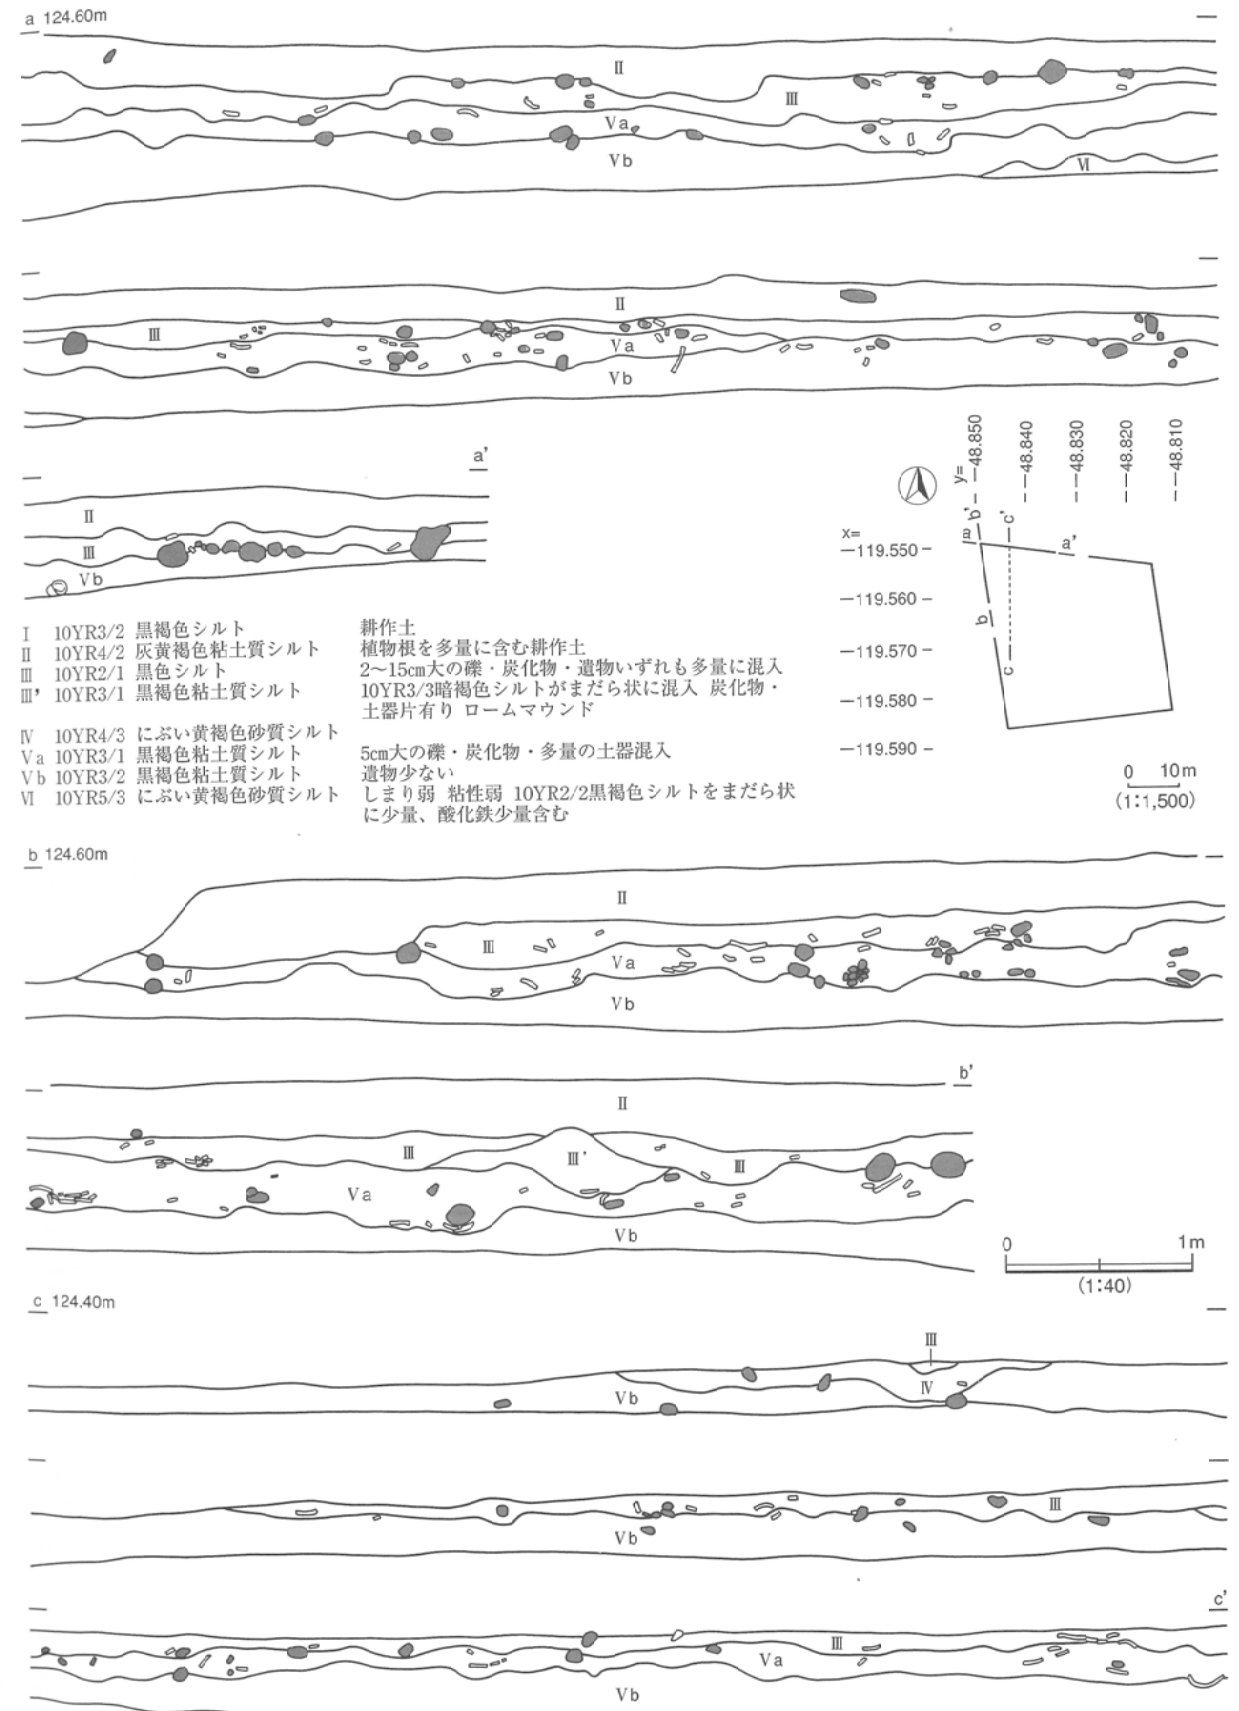 a 124.60m
Ⅱ
Ⅲ
Va
Vb
Ⅵ
Ⅱ
Ⅲ
Va
Vb
a'
Ⅱ
Ⅲ
Vb
y=
-48.850
-48.840
-48.830
-48.820
-48.810
b'
c'
a
a'
x=
-119.550
-119.560
b
-119.570
c
-119.580
-119.590
0 10m
(1:1,500)
Ⅰ 10YR3/2 黒褐色シルト 耕作土
Ⅱ 10YR4/2 灰黄褐色粘土質シルト 植物根を多量に含む耕作土
Ⅲ 10YR2/1 黒色シルト 2〜15㎝大の礫・炭化物・遺物いずれも多量に混入
Ⅲ' 10YR3/1 黒褐色粘土質シルト 10YR3/3暗褐色シルトがまだら状に混入 炭化物・
土器片有り ロームマウンド
Ⅳ 10YR4/3 にぶい黄褐色砂質シルト
Va 10YR3/1 黒褐色粘土質シルト 5cm大の礫・炭化物・多量の土器混入
Vb 10YR3/2 黒褐色粘土質シルト 遺物少ない
Ⅵ 10YR5/3 にぶい黄褐色砂質シルト しまり弱 粘性弱 10YR2/2黒褐色シルトをまだら状
に少量、酸化鉄少量含む
b 124.60m
Ⅱ
Ⅲ
Va
Vb
b'
Ⅱ
Ⅲ
Ⅲ'
Ⅲ
Va
Vb
0 1m
(1:40)
c 124.40m
Ⅲ
Ⅳ
Vb
Ⅲ
Vb
c'
Ⅲ
Va
Vb